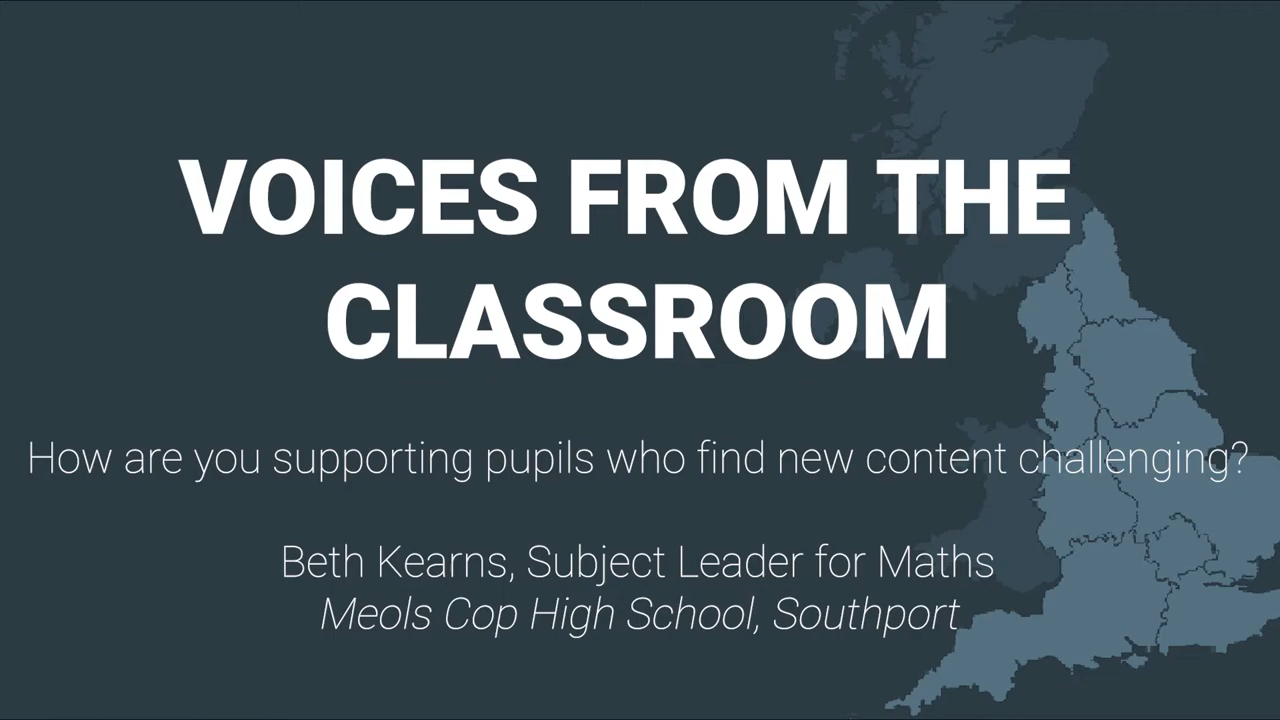 VOICES FROM THE
CLASSROOM
How are you supporting pupils who find new content challenging?
Beth Kearns, Subject Leader for Maths
Meols Cop High School, Southport